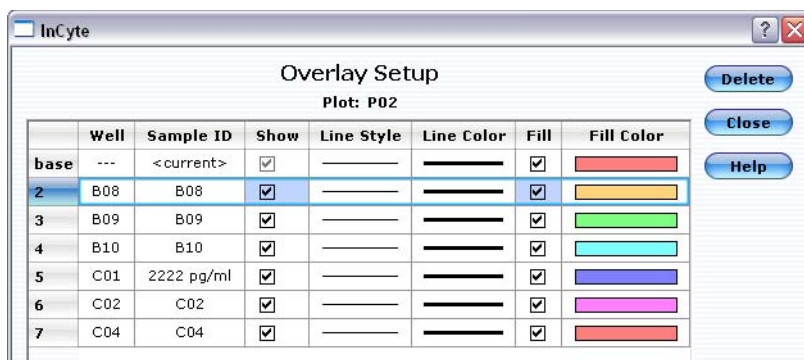 InCyte
Overlay Setup
Plot: P02
Delete
Close
Help
Well Sample ID Show Line Style Line Color Fill Fill Color
base --- <current>
2 B08 B08
3 B09 B09
4 B10 B10
5 C01 2222 pg/ml
6 C02 C02
7 C04 C04